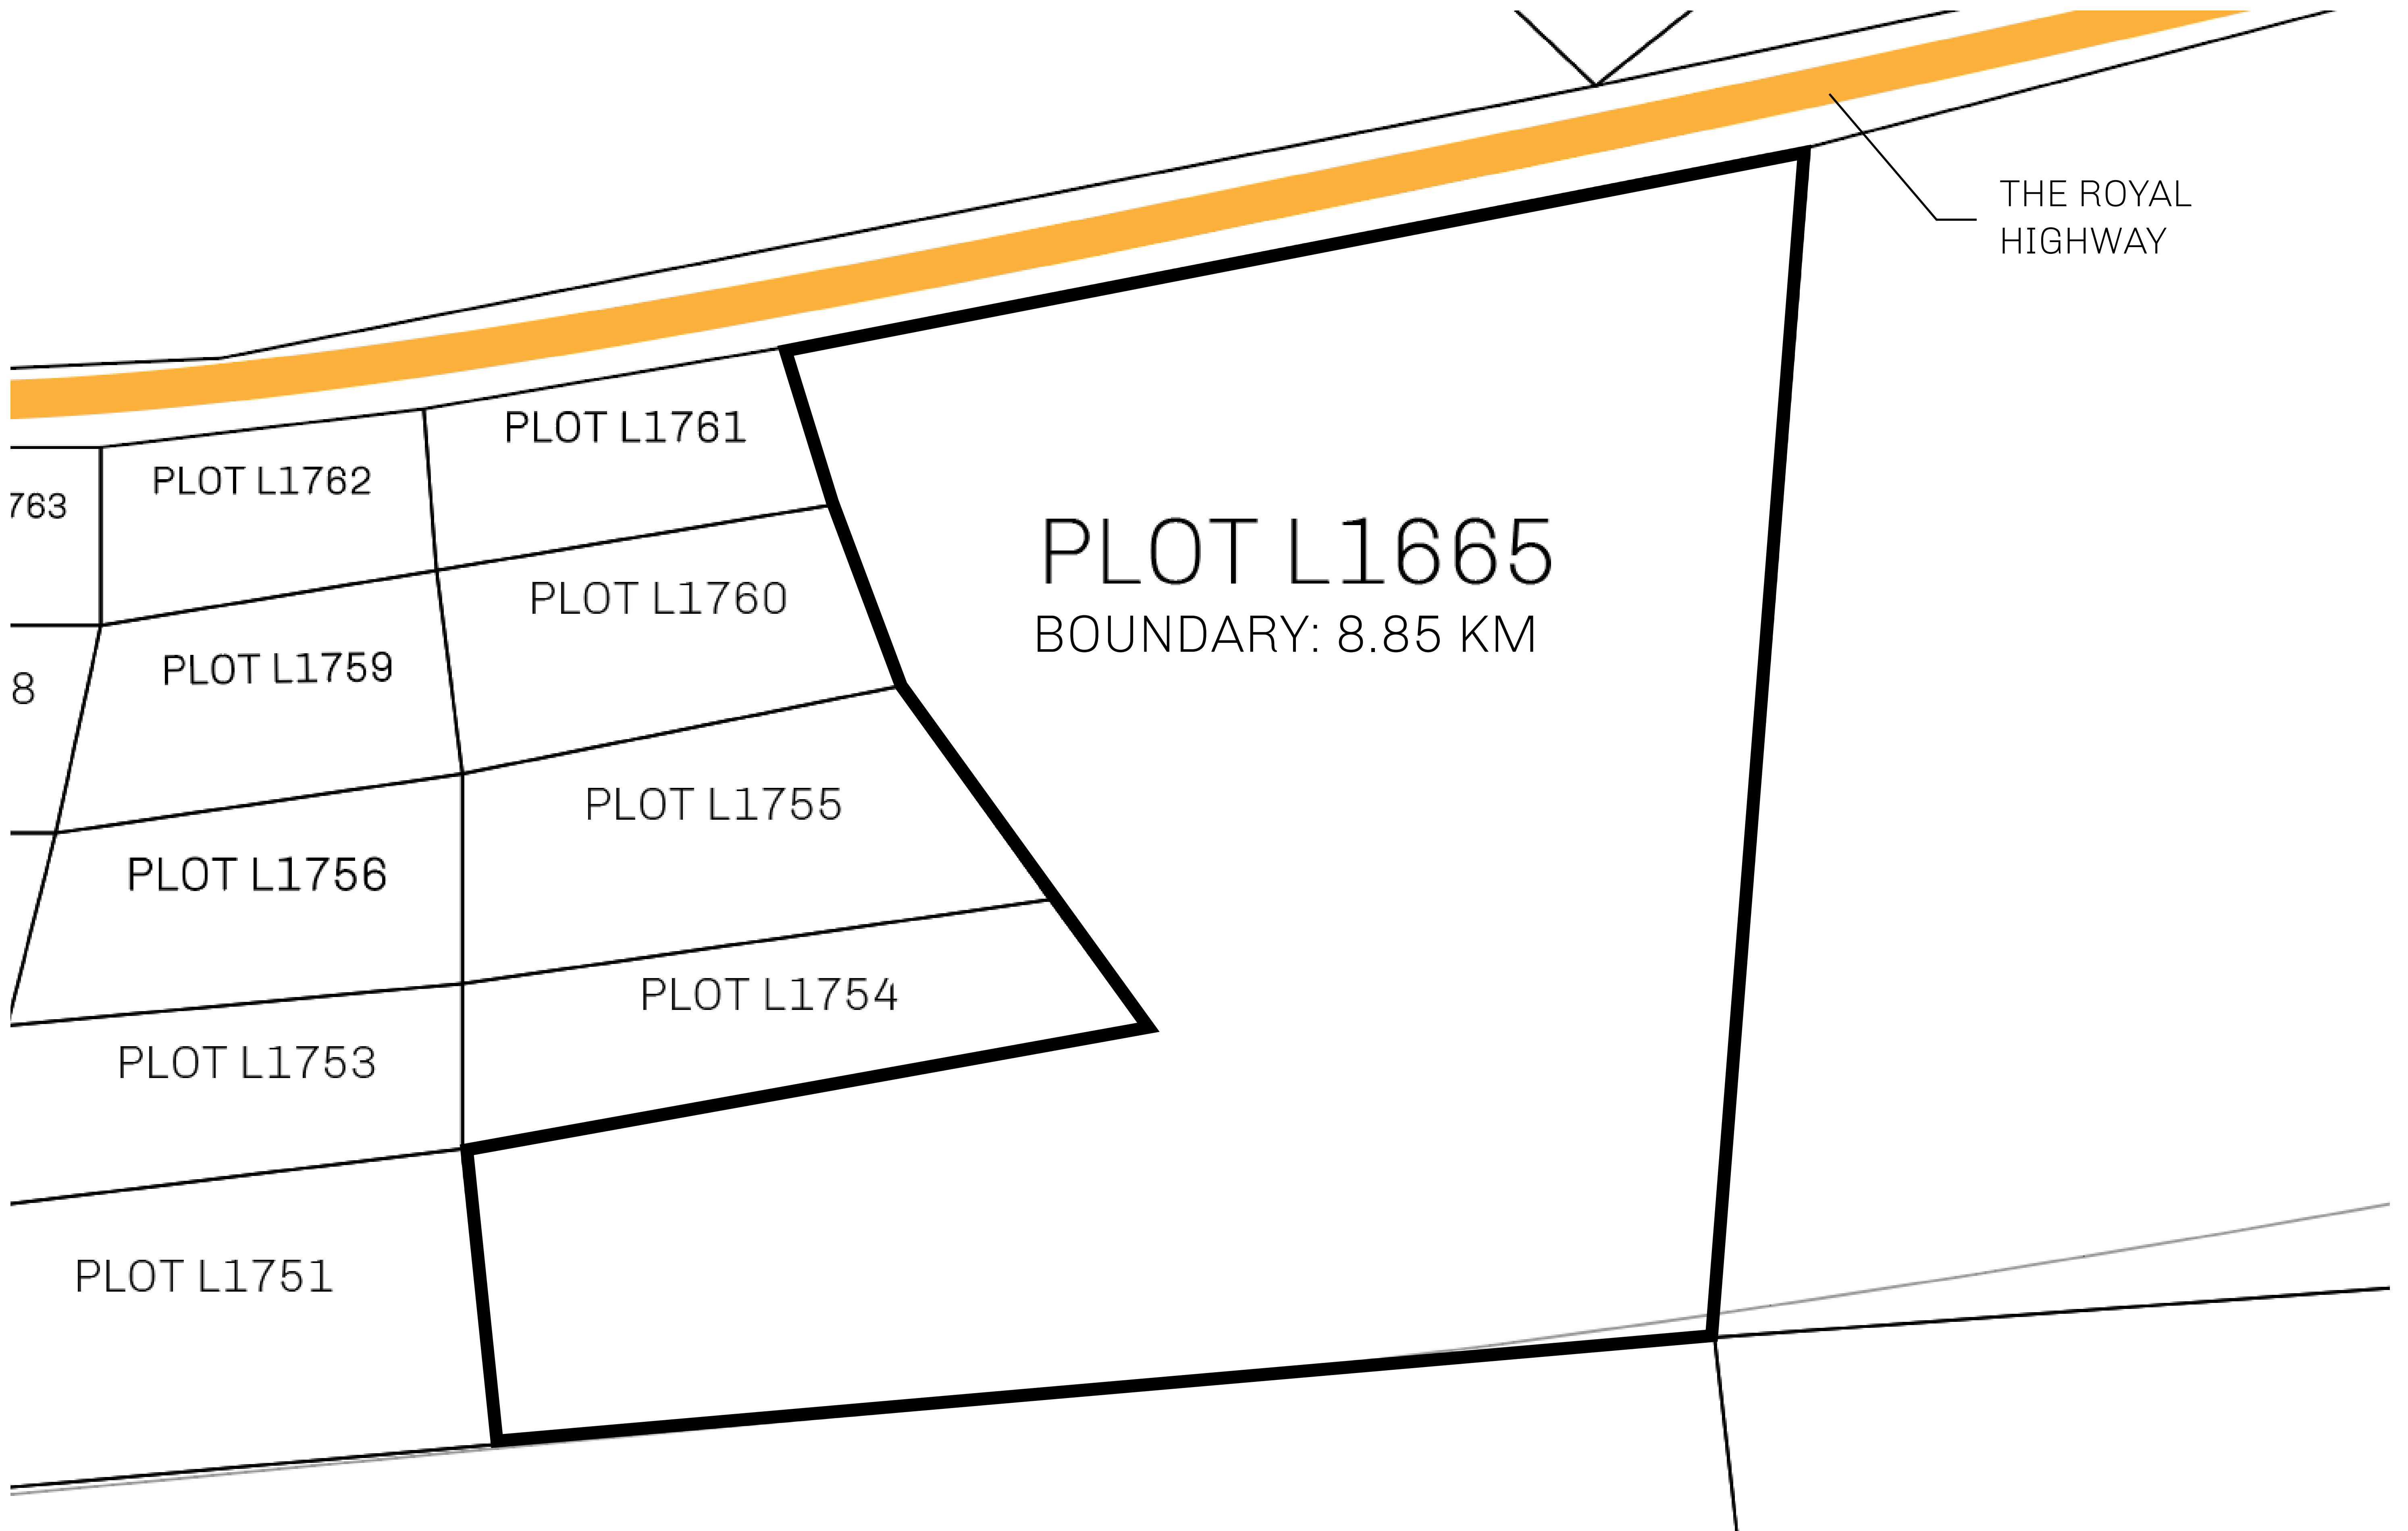 THE ROYAL
HIGHWAY
PLOT L1761
PLOT L1762
763
PLOT L1665
BOUNDARY: 8.85 KM
PLOT L1760
PLOT L1759
8
PLOT L1755
PLOT L1756
PLOT L1754
PLOT L1753
PLOT L1751